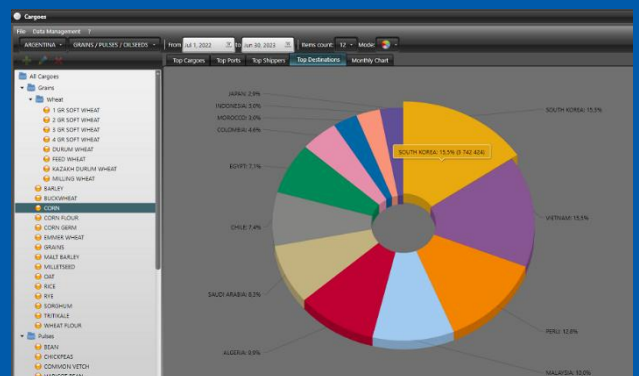 Cargoes
File Data Management ?
ARGENTINA GRAINS / PULSES / OILSEEDS From Jul 1, 2022 to Jun 30, 2023 Items count: 12 Mode:
Top Cargoes Top Ports Top Shippers Top Destinations Monthly Chart
All Cargoes
Grains
Wheat
1 GR SOFT WHEAT
2 GR SOFT WHEAT
3 GR SOFT WHEAT
4 GR SOFT WHEAT
DURUM WHEAT
FEED WHEAT
KAZAKH DURUM WHEAT
MILLING WHEAT
BARLEY
BUCKWHEAT
CORN
CORN FLOUR
CORN GERM
EMMER WHEAT
GRAINS
MALT BARLEY
MILLETSEED
OAT
RICE
RYE
SORGHUM
TRITIKALE
WHEAT FLOUR
Pulses
BEAN
CHICKPEAS
COMMON VETCH
JAPAN: 2,9%
INDONESIA: 3,0%
MOROCCO: 3,0%
COLOMBIA: 4,6%
EGYPT: 7,1%
CHILE: 7,4%
SAUDI ARABIA: 8,3%
ALGERIA: 9,9%
SOUTH KOREA: 15,5%
SOUTH KOREA: 15,5% (5 742 424)
VIETNAM: 15,5%
PERU: 12,8%
MALAYSIA: 10,0%